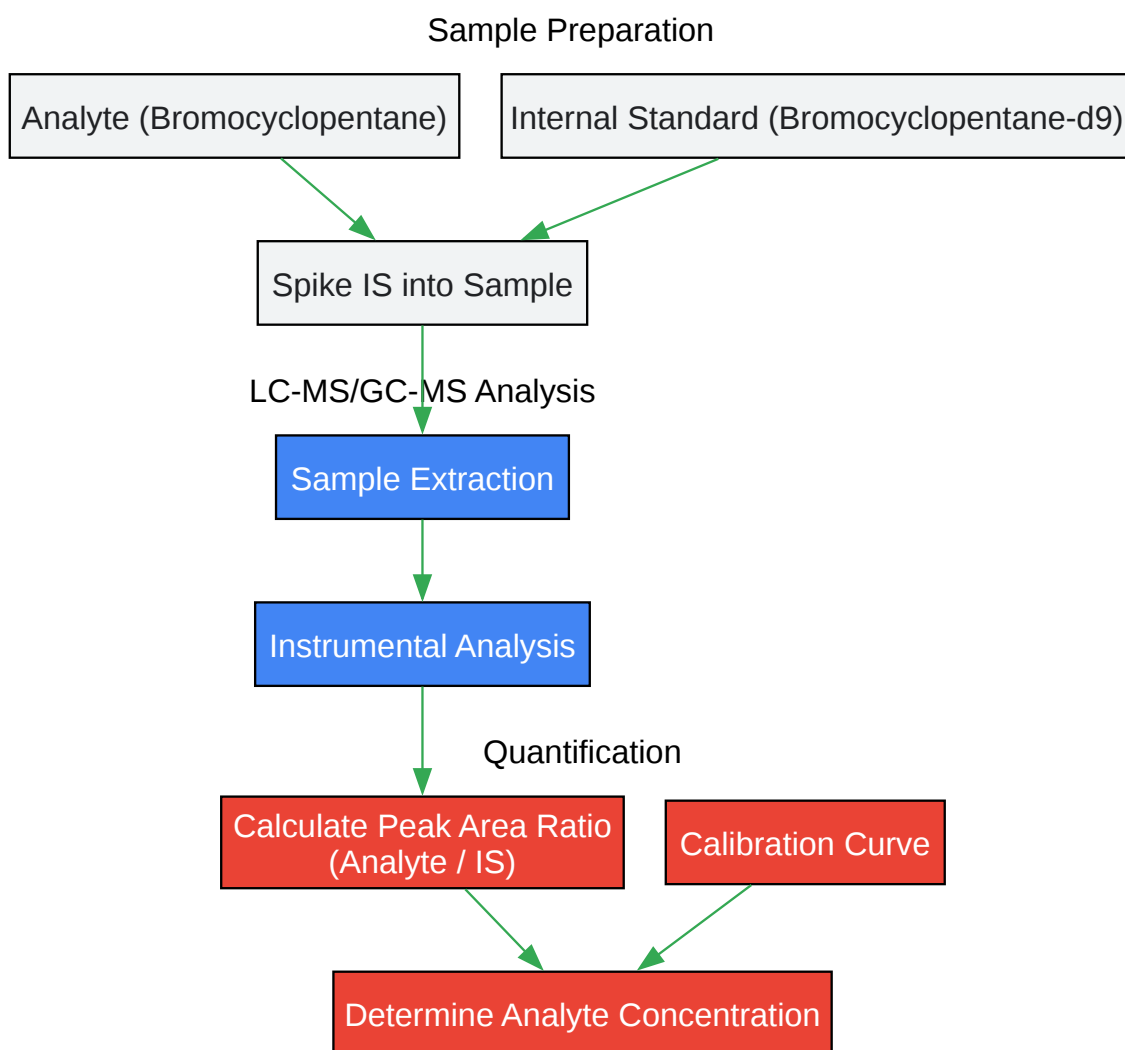 Sample Preparation
Analyte (Bromocyclopentane)
Internal Standard (Bromocyclopentane-d9)
Spike IS into Sample
LC-MS/GC-MS Analysis
Sample Extraction
Instrumental Analysis
Quantification
Calculate Peak Area Ratio
(Analyte / IS)
Calibration Curve
Determine Analyte Concentration